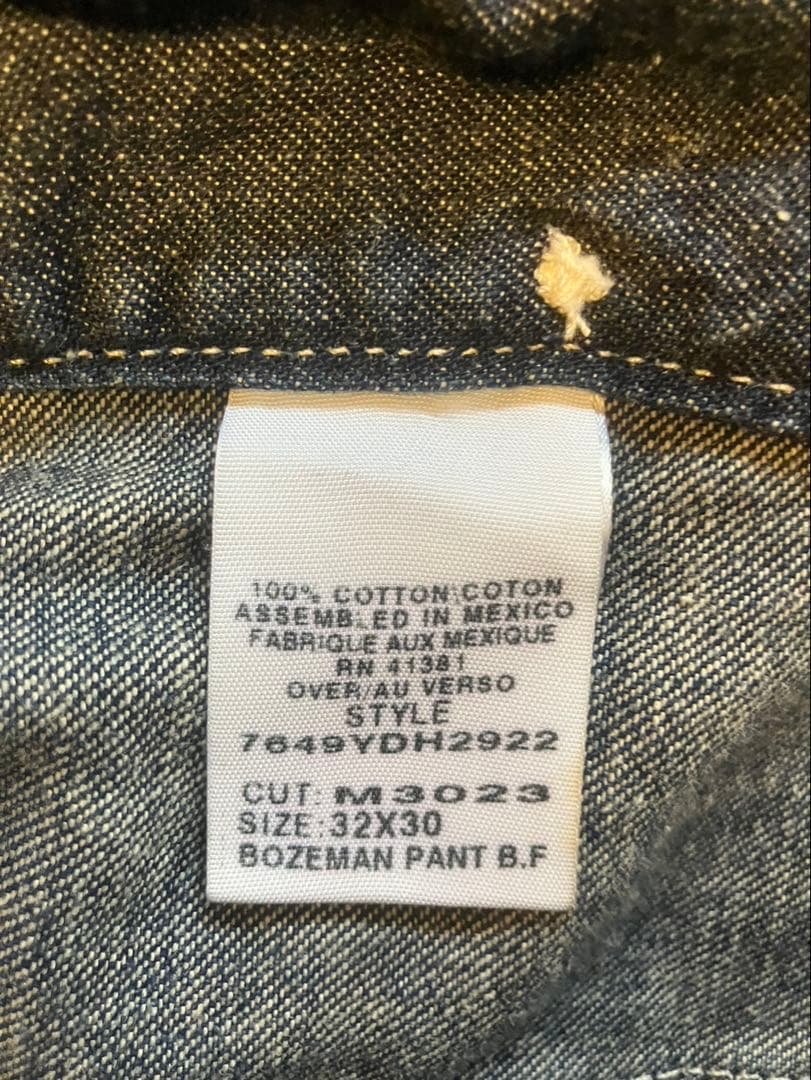 100% COTTON\COTON
ASSEMBLED IN MEXICO
FABRIQUE AUX MEXIQUE
RN 41381
OVER/AU VERSO
STYLE
7649YDH2922
CUT: M3023
SIZE:32X30
BOZEMAN PANT B.F